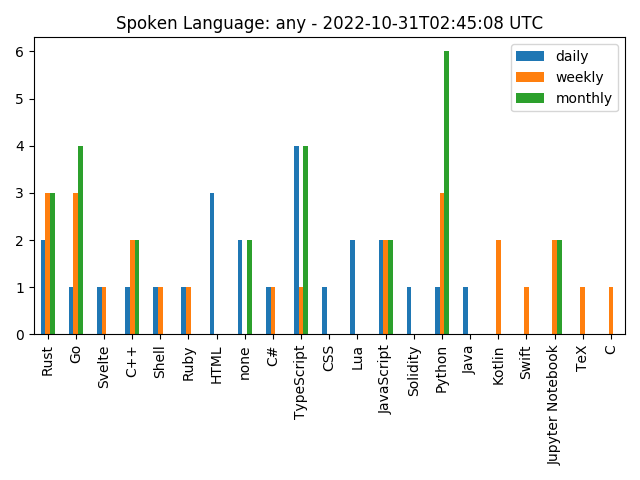 Spoken Language: any - 2022-10-31T02:45:08 UTC
daily
weekly
monthly
6
5
4
3
2
1
0
Rust
Go
Svelte
C++
Shell
Ruby
HTML
none
C#
TypeScript
CSS
Lua
JavaScript
Solidity
Python
Java
Kotlin
Swift
Jupyter Notebook
TeX
C